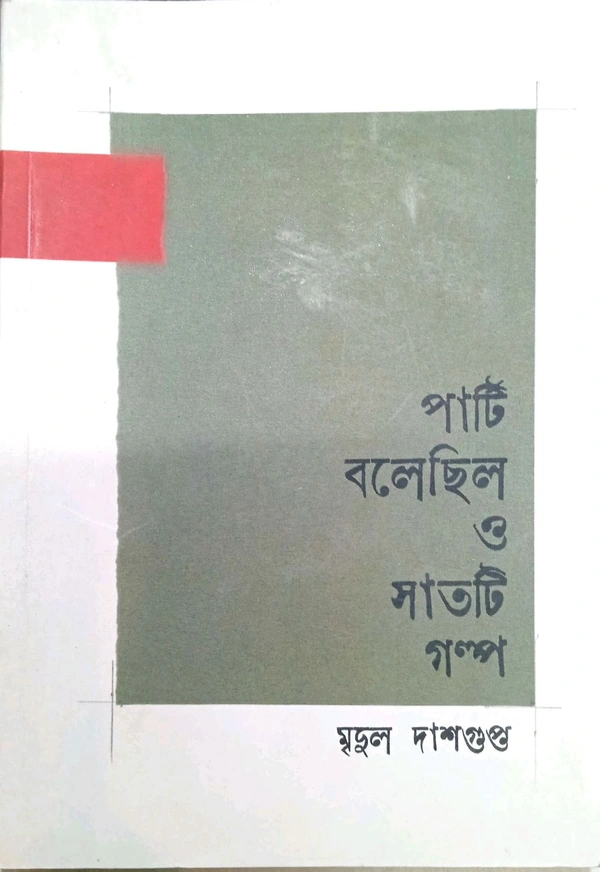 পার্টি
বলেছিল
ও
সাতটি
গল্প
মৃদুল দাশগুপ্ত